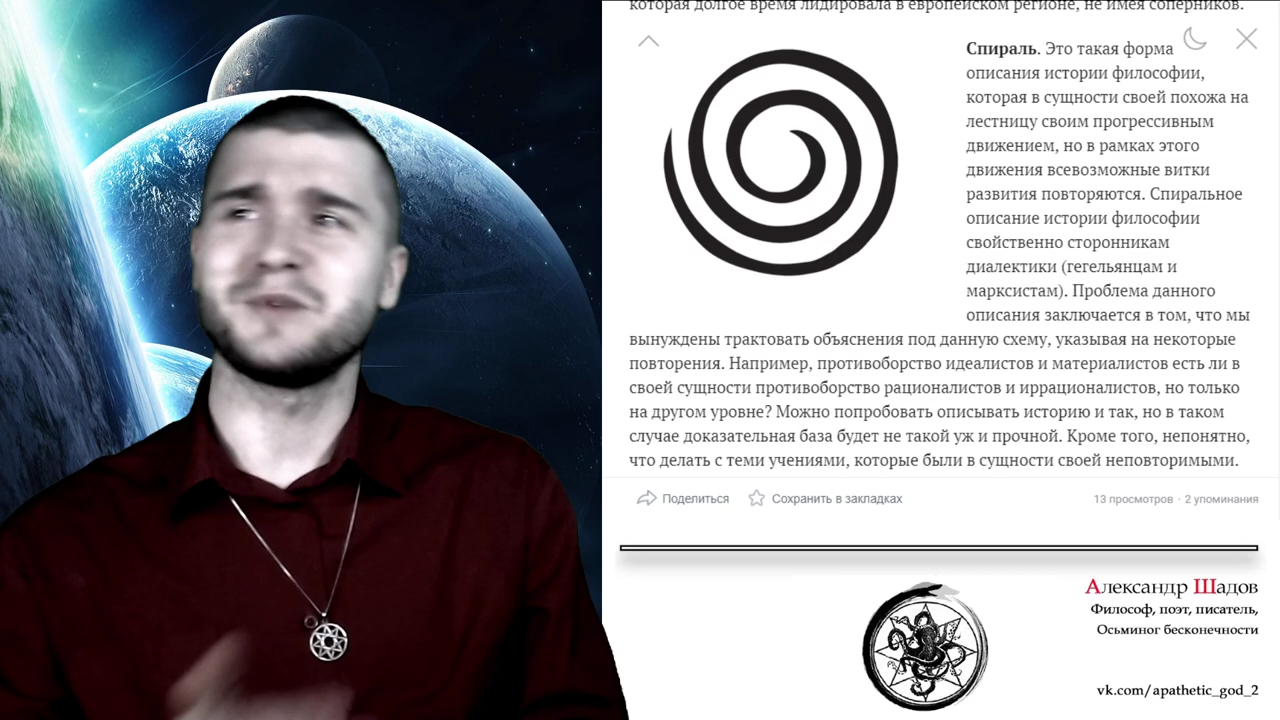 которая долгое время лидировала в европейском регионе, не имея соперников.
Спираль. Это такая форма
описания истории философии,
которая в сущности своей похожа на
лестницу своим прогрессивным
движением, но в рамках этого
движения всевозможные витки
развития повторяются. Спиральное
описание истории философии
свойственно сторонникам
диалектики (гегельянцам и
марксистам). Проблема данного
описания заключается в том, что мы
вынуждены трактовать объяснения под данную схему, указывая на некоторые
повторения. Например, противоборство идеалистов и материалистов есть ли в
своей сущности противоборство рационалистов и иррационалистов, но только
на другом уровне? Можно попробовать описывать историю и так, но в таком
случае доказательная база будет не такой уж и прочной. Кроме того, непонятно,
что делать с теми учениями, которые были в сущности своей неповторимыми.
Поделиться Сохранить в закладках 13 просмотров · 2 упоминания
Александр Шадов
Философ, поэт, писатель,
Осьминог бесконечности
vk.com/apathetic_god_2